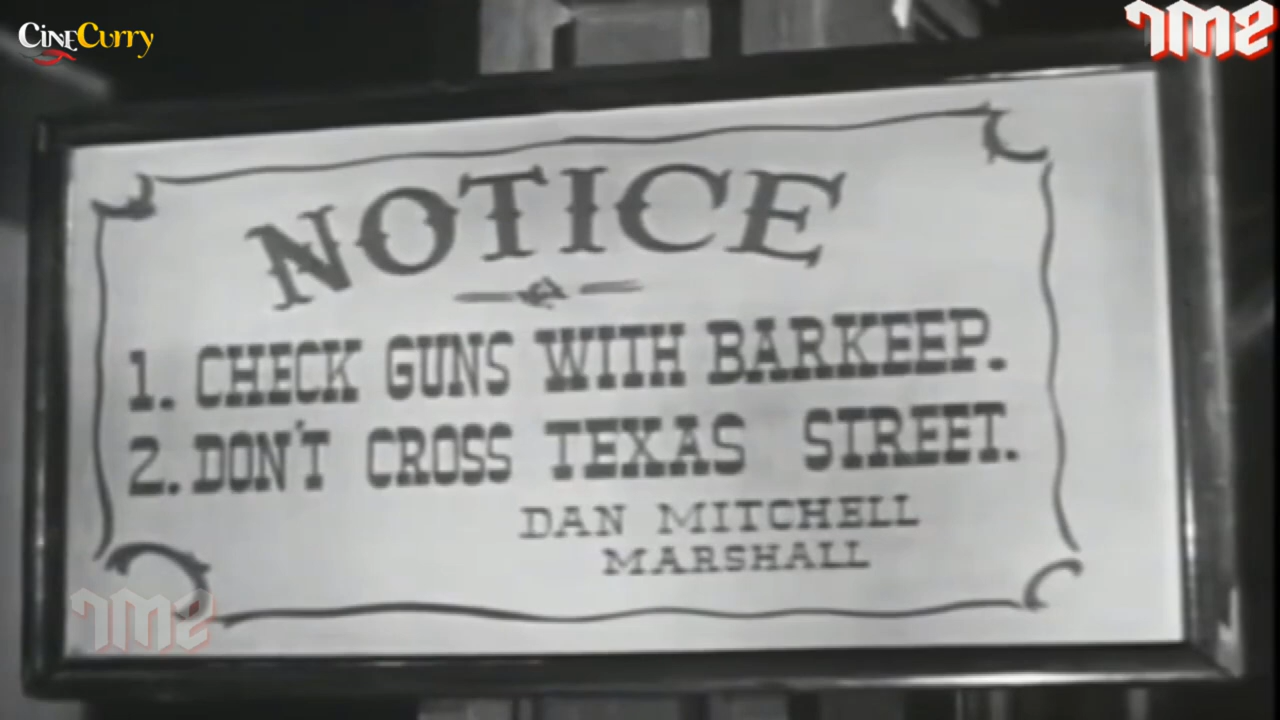 CINECURRY
NOTICE
1. CHECK GUNS WITH BARKEEP.
2. DON'T CROSS TEXAS STREET.
DAN MITCHELL
MARSHALL